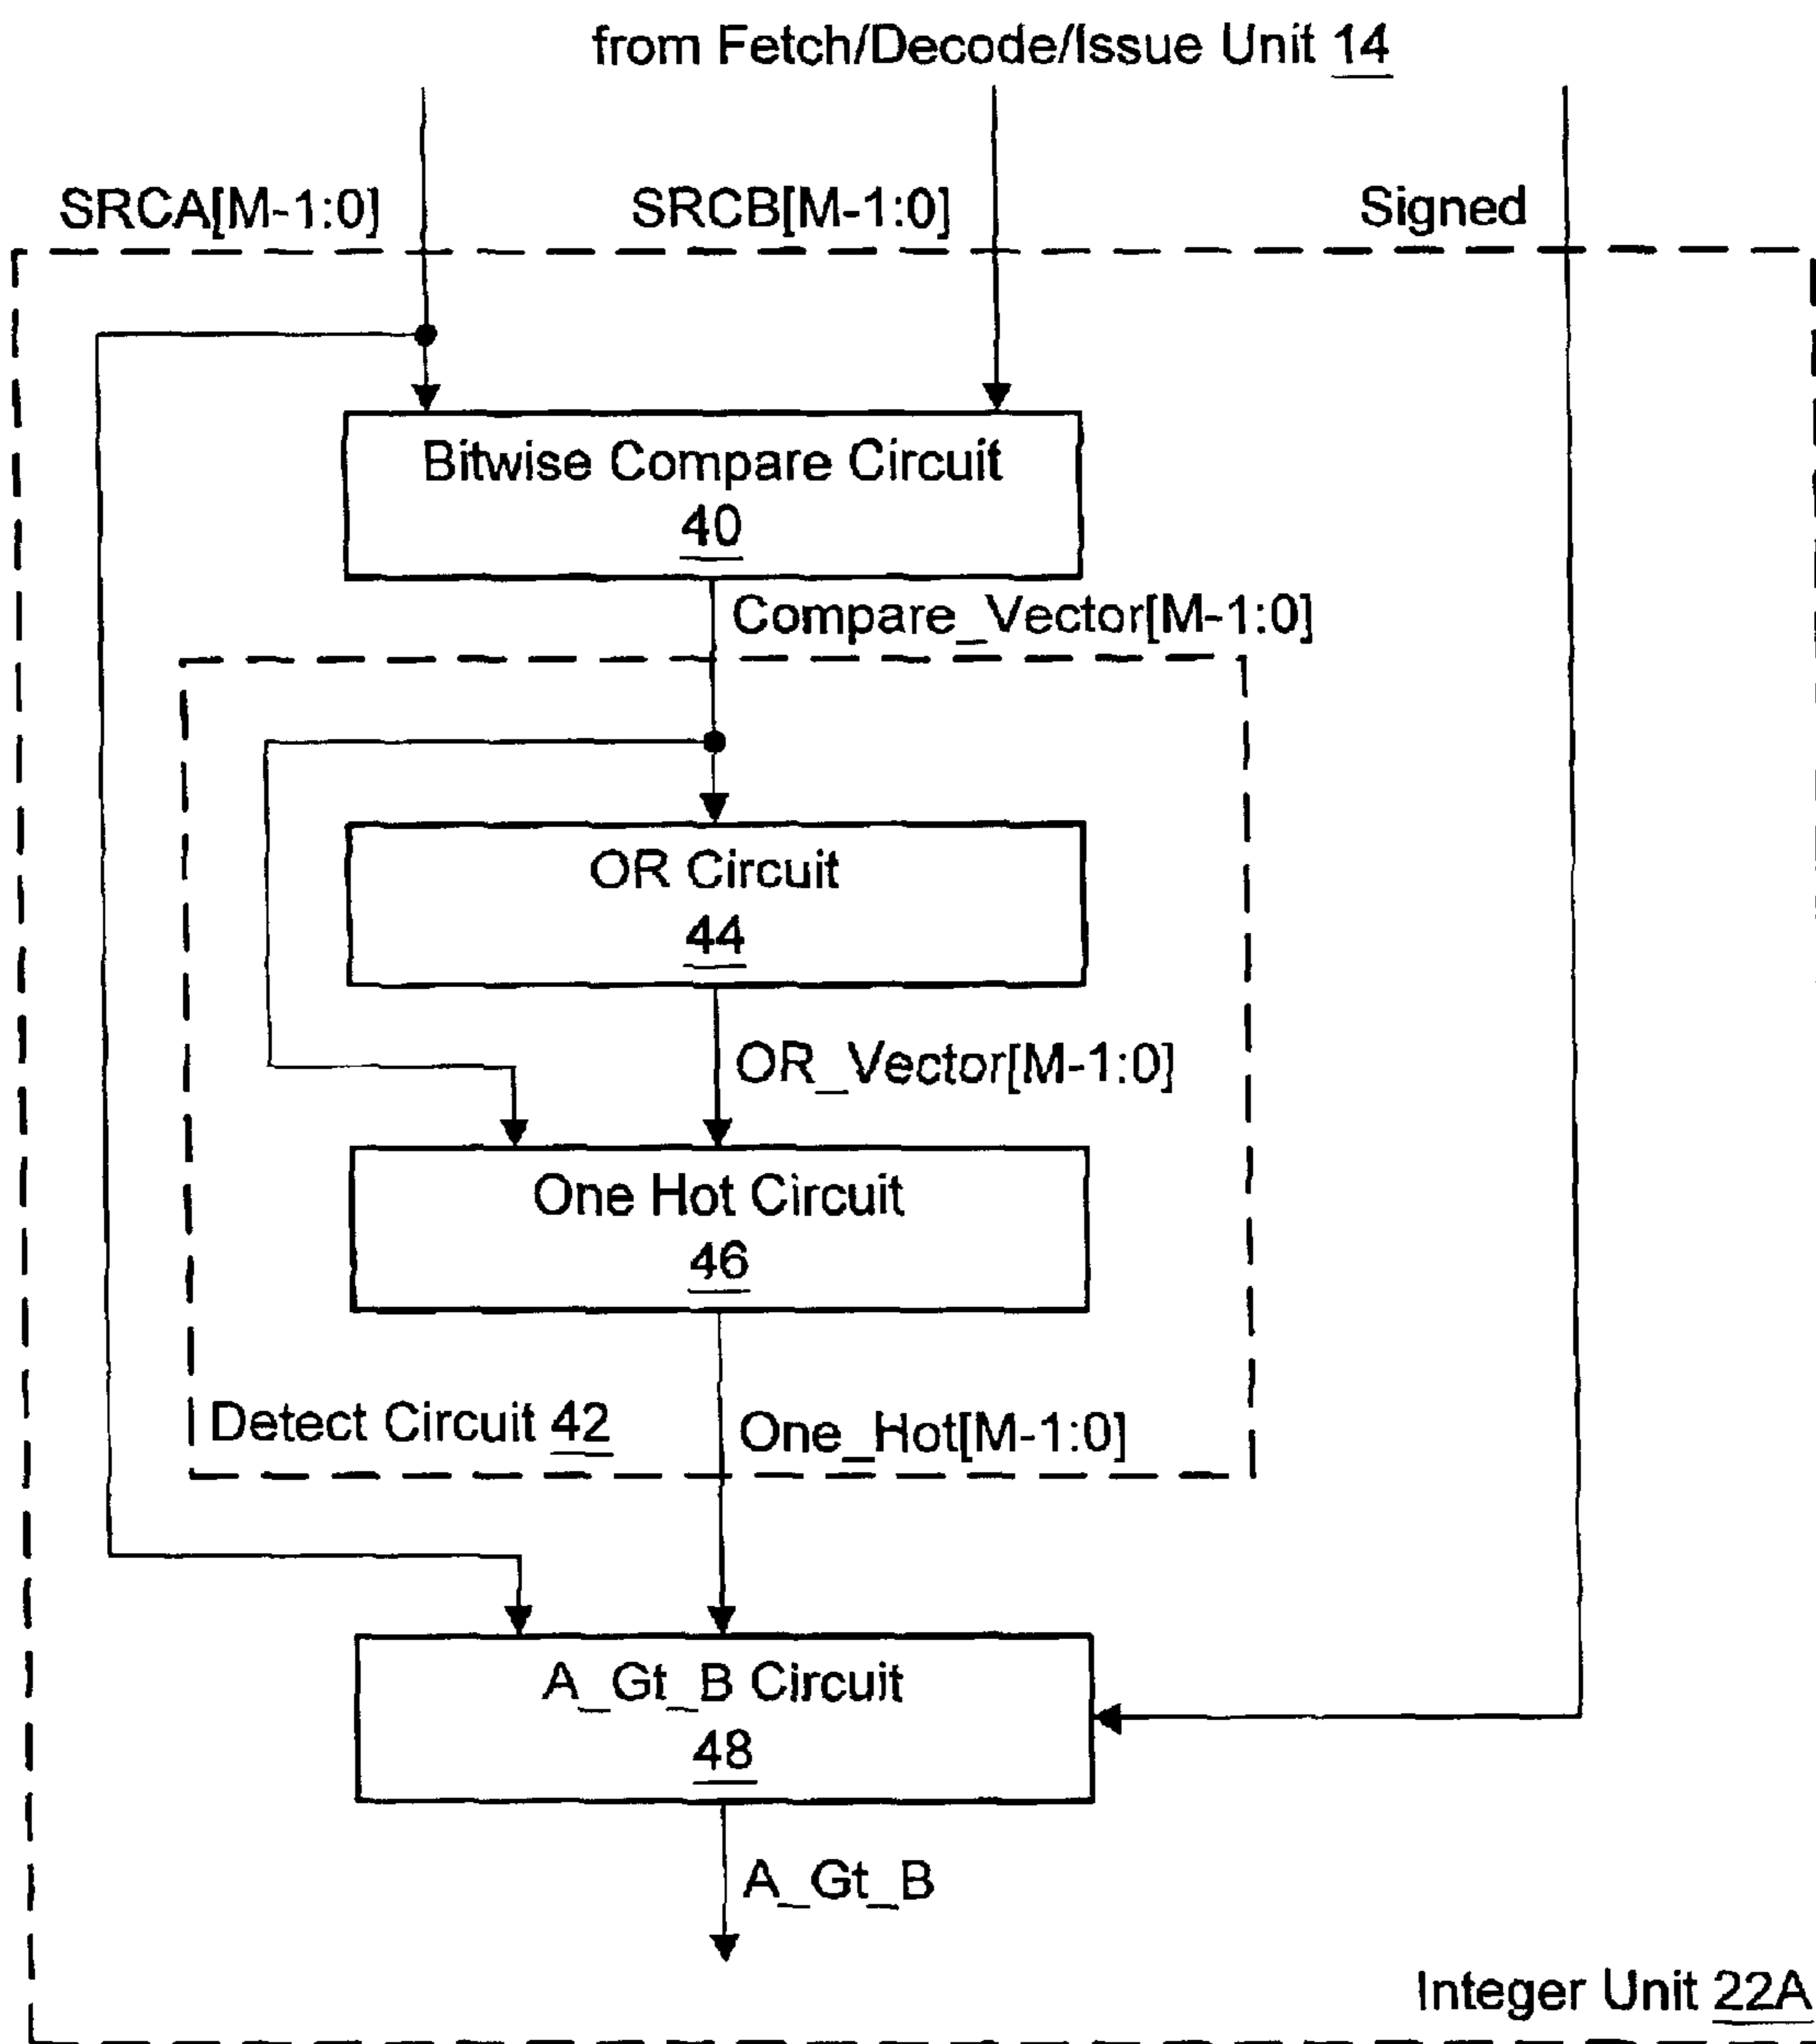 from Fetch/Decode/Issue Unit 14
SRCA[M-1:0]
SRCB[M-1:0]
Signed
Bitwise Compare Circuit
40
Compare_Vector[M-1:0]
OR Circuit
44
OR_Vector[M-1:0]
One Hot Circuit
46
Detect Circuit 42
One_Hot[M-1:0]
A_Gt_B Circuit
48
A_Gt_B
Integer Unit 22A